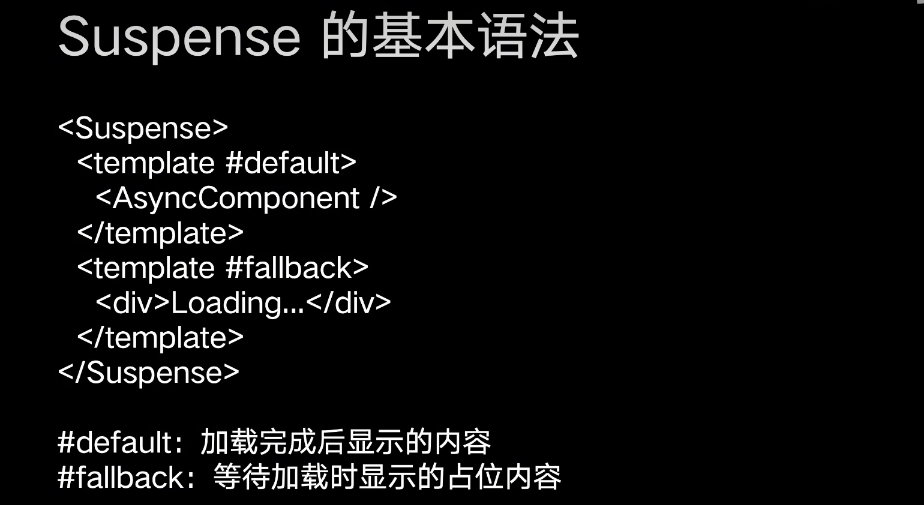 Suspense 的基本语法
<Suspense>
  <template #default>
    <AsyncComponent />
  </template>
  <template #fallback>
    <div>Loading...</div>
  </template>
</Suspense>
#default：加载完成后显示的内容
#fallback：等待加载时显示的占位内容